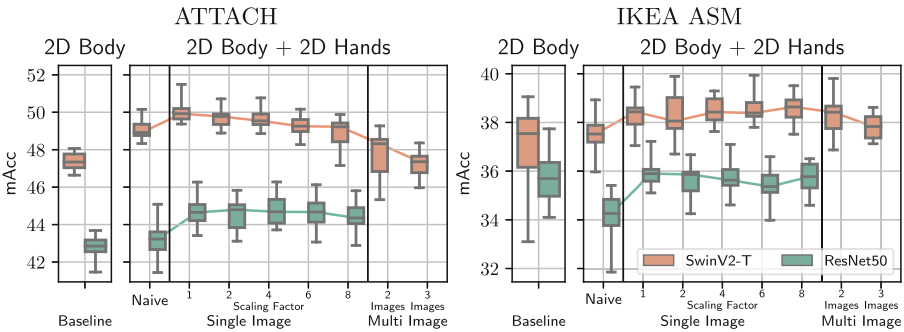 ATTACH
IKEA ASM
2D Body
2D Body + 2D Hands
2D Body
2D Body + 2D Hands
mAcc
52
50
48
46
44
42
mAcc
40
38
36
34
32
SwinV2-T
ResNet50
Naive
1
2
4
6
8
2
3
Scaling Factor
Images Images
Baseline
Single Image
Multi Image
Naive
1
2
4
6
8
2
3
Scaling Factor
Images Images
Baseline
Single Image
Multi Image